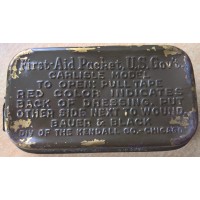 First-Aid Packet, U.S. Gov't.
CARLISLE MODEL
TO OPEN: PULL TAPE
RED COLOR INDICATES
BACK OF DRESSING. PUT
OTHER SIDE NEXT TO WOUND.
BAUER & BLACK
DIV OF THE KENDALL CO.-CHICAGO